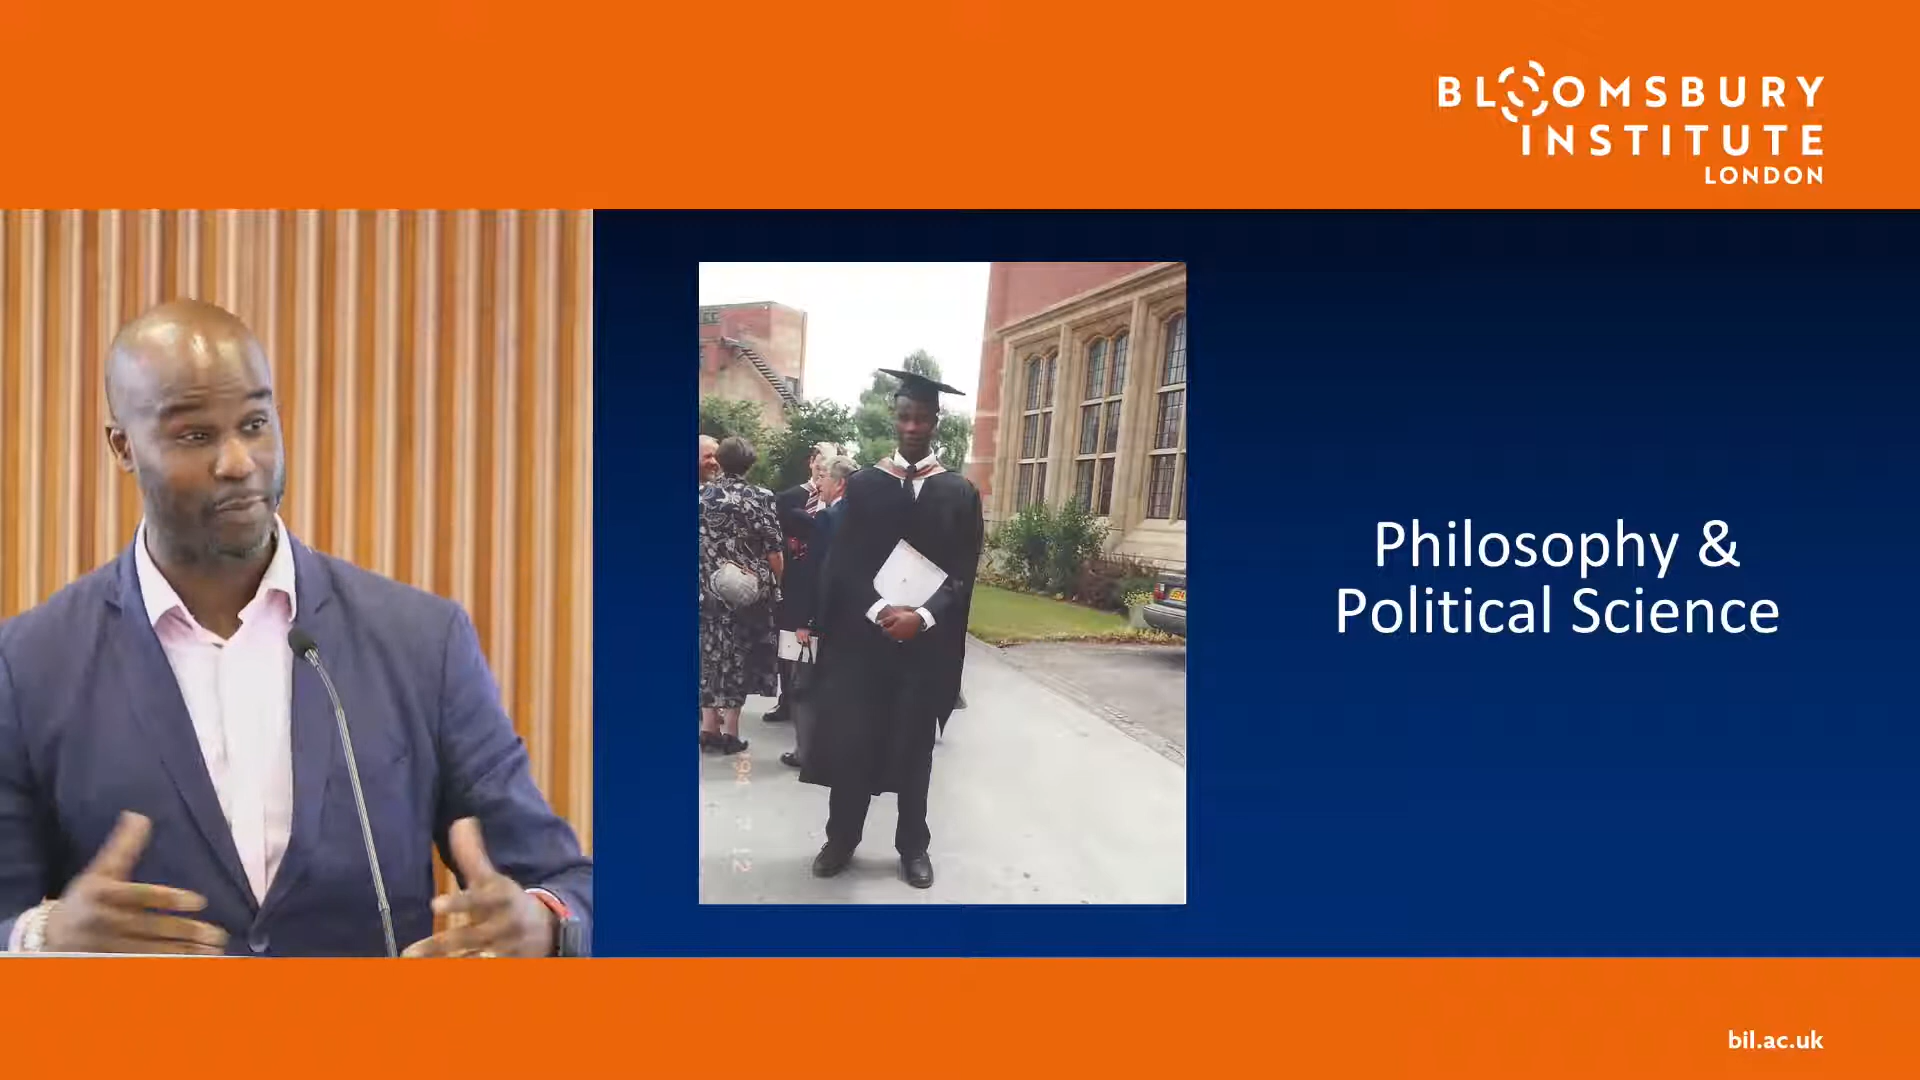 BLOOMSBURY
INSTITUTE
LONDON
Philosophy &
Political Science
bil.ac.uk